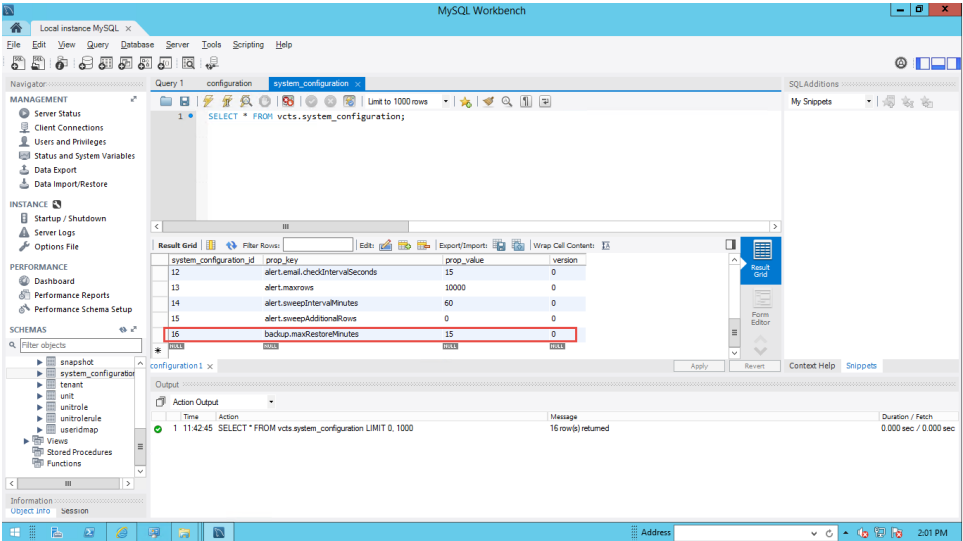 MySQL Workbench
Local instance MySQL ×
File Edit View Query Database Server Tools Scripting Help
Navigator
Query 1 configuration system_configuration ×
SQLAdditions
MANAGEMENT
Server Status
Client Connections
Users and Privileges
Status and System Variables
Data Export
Data Import/Restore
INSTANCE
Startup / Shutdown
Server Logs
Options File
PERFORMANCE
Dashboard
Performance Reports
Performance Schema Setup
SCHEMAS
Filter objects
snapshot
system_configuration
tenant
unit
unitrole
unitrolerule
useridmap
Views
Stored Procedures
Functions
Information
Object Info Session
Limit to 1000 rows
1 SELECT * FROM vcts.system_configuration;
My Snippets
Result Grid Filter Rows: Edit: Export/Import: Wrap Cell Content:
system_configuration_id prop_key prop_value version
12 alert.email.checkIntervalSeconds 15 0
13 alert.maxrows 10000 0
14 alert.sweepIntervalMinutes 60 0
15 alert.sweepAdditionalRows 0 0
16 backup.maxRestoreMinutes 15 0
NULL NULL NULL NULL
Result Grid
Form Editor
configuration1 × Apply Revert
Context Help Snippets
Output
Action Output
Time Action Message Duration / Fetch
1 11:42:45 SELECT * FROM vcts.system_configuration LIMIT 0, 1000 16 row(s) returned 0.000 sec / 0.000 sec
Address
2:01 PM